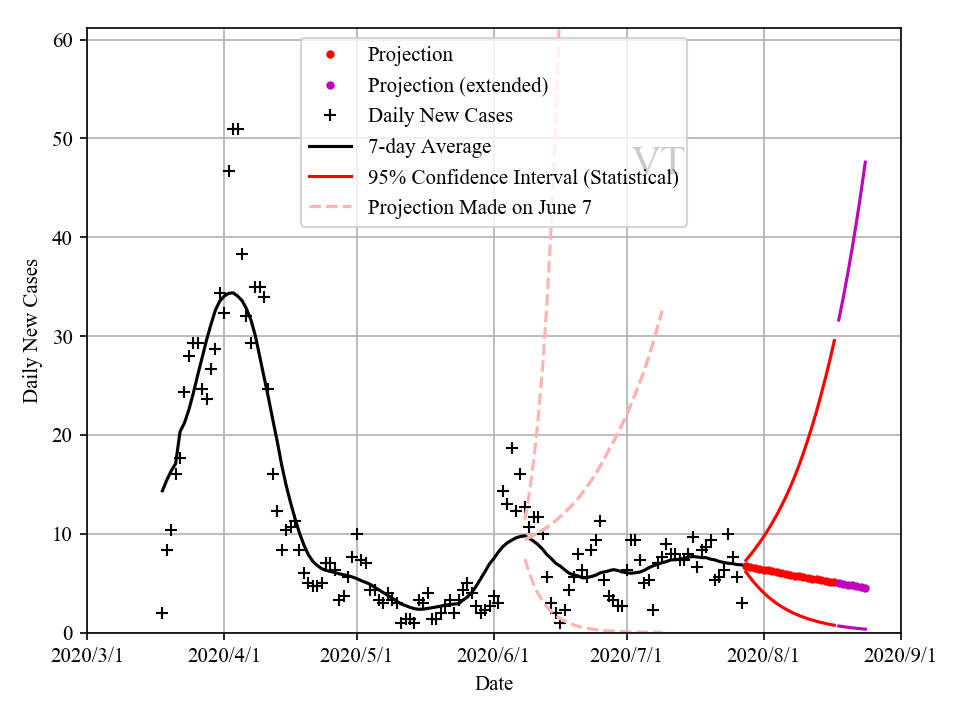 60
50
40
30
20
10
0
Daily New Cases
Projection
Projection (extended)
Daily New Cases
7-day Average
95% Confidence Interval (Statistical)
Projection Made on June 7
VT
2020/3/1 2020/4/1 2020/5/1 2020/6/1 2020/7/1 2020/8/1 2020/9/1
Date